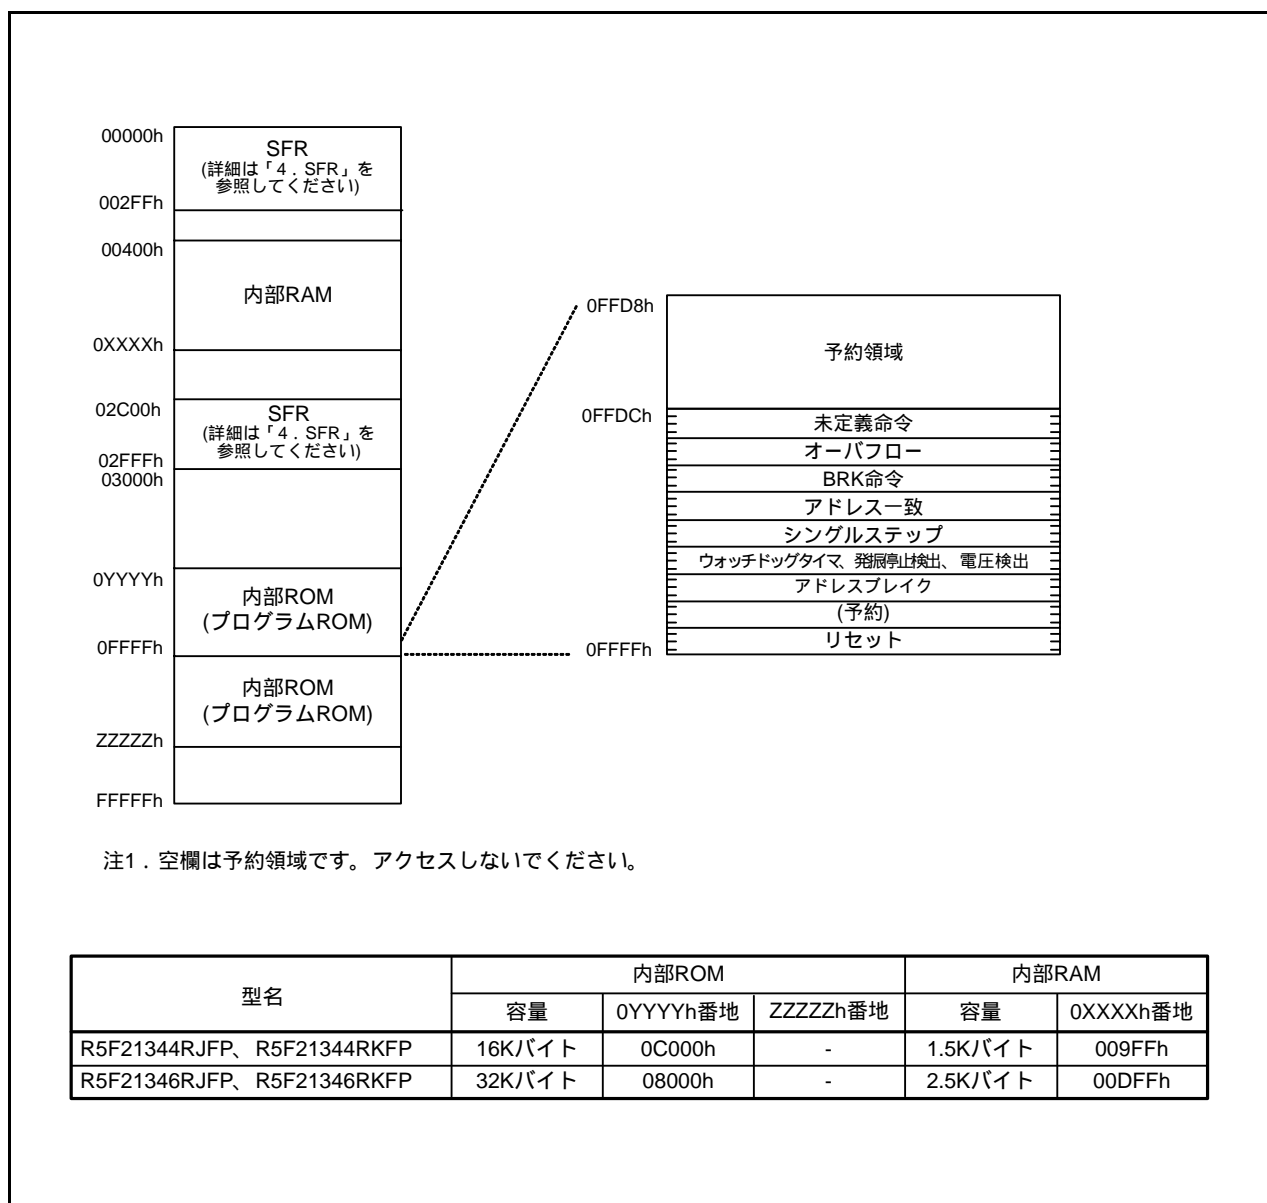 00000h
SFR
(詳細は「4．SFR」を
参照してください)
002FFh
00400h
内部RAM
0XXXXh
02C00h
SFR
(詳細は「4．SFR」を
参照してください)
02FFFh
03000h
0YYYYh
内部ROM
(プログラムROM)
0FFFFh
内部ROM
(プログラムROM)
ZZZZZh
FFFFFh
0FFD8h
予約領域
0FFDCh
未定義命令
オーバフロー
BRK命令
アドレス一致
シングルステップ
ウォッチドッグタイマ、発振停止検出、電圧検出
アドレスブレイク
(予約)
リセット
0FFFFh
注1．空欄は予約領域です。アクセスしないでください。
型名 内部ROM 内部RAM
容量 0YYYYh番地 ZZZZZh番地 容量 0XXXXh番地
R5F21344RJFP、R5F21344RKFP 16Kバイト 0C000h - 1.5Kバイト 009FFh
R5F21346RJFP、R5F21346RKFP 32Kバイト 08000h - 2.5Kバイト 00DFFh